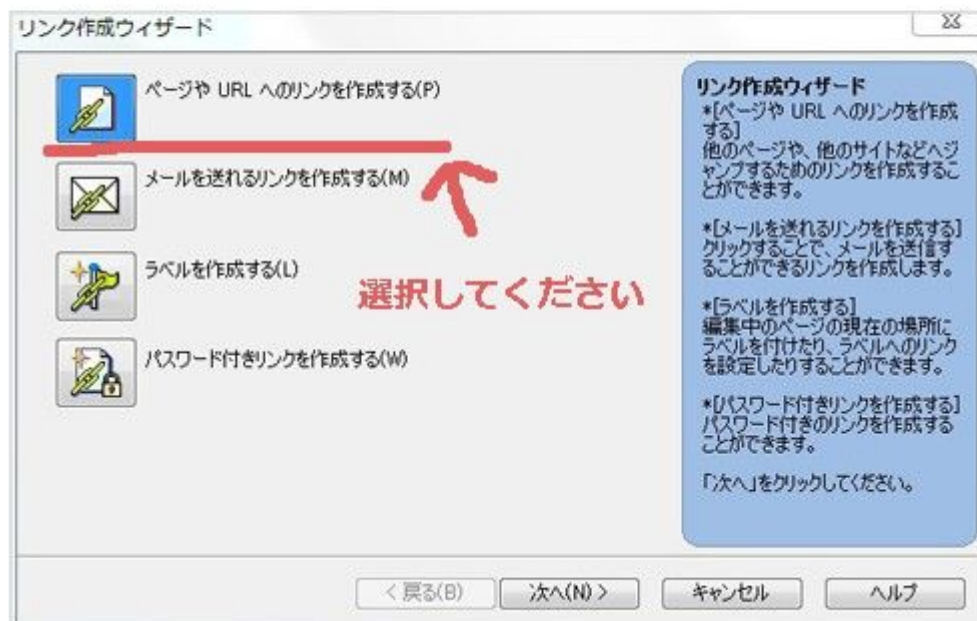 リンク作成ウィザード
ページや URL へのリンクを作成する(P)
メールを送れるリンクを作成する(M)
ラベルを作成する(L)
パスワード付きリンクを作成する(W)
選択してください
リンク作成ウィザード
*[ページや URL へのリンクを作成
する]
他のページや、他のサイトなどへジ
ャンプするためのリンクを作成するこ
とができます。
*[メールを送れるリンクを作成する]
クリックすることで、メールを送信す
ることができるリンクを作成します。
*[ラベルを作成する]
編集中のページの現在の場所に
ラベルを付けたり、ラベルへのリンク
を設定したりすることができます。
*[パスワード付きリンクを作成する]
パスワード付きのリンクを作成する
ことができます。
「次へ」をクリックしてください。
< 戻る(B)
次へ(N) >
キャンセル
ヘルプ